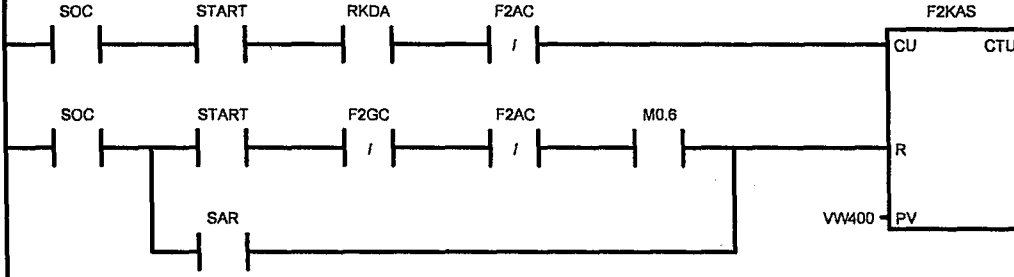 SOC START RKDA F2AC F2KAS
/ CU CTU
SOC START F2GC F2AC M0.6
/ / R
SAR
VW400 PV